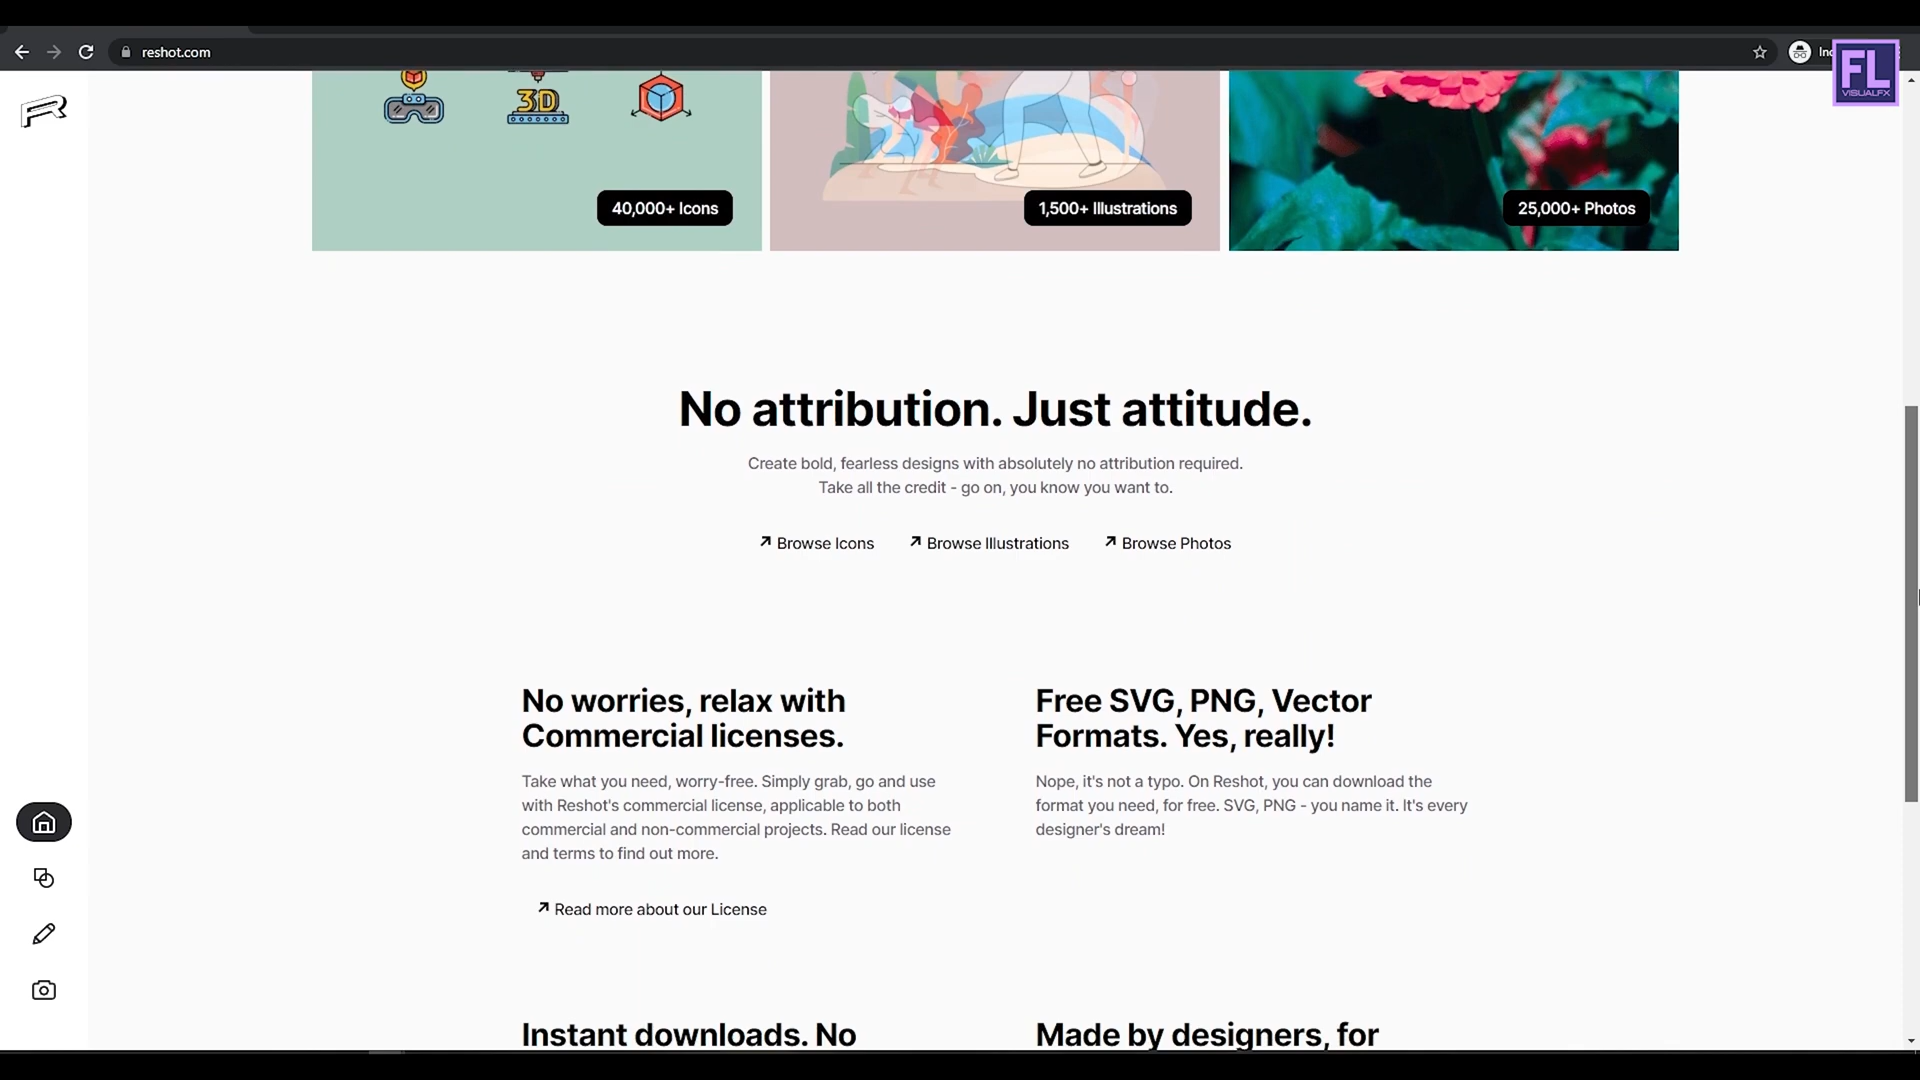 reshot.com
FL
VISUALFX
3D
40,000+ Icons
1,500+ Illustrations
25,000+ Photos
No attribution. Just attitude.
Create bold, fearless designs with absolutely no attribution required.
Take all the credit - go on, you know you want to.
Browse Icons
Browse Illustrations
Browse Photos
No worries, relax with
Commercial licenses.
Take what you need, worry-free. Simply grab, go and use
with Reshot's commercial license, applicable to both
commercial and non-commercial projects. Read our license
and terms to find out more.
Read more about our License
Free SVG, PNG, Vector
Formats. Yes, really!
Nope, it's not a typo. On Reshot, you can download the
format you need, for free. SVG, PNG - you name it. It's every
designer's dream!
Instant downloads. No
Made by designers, for